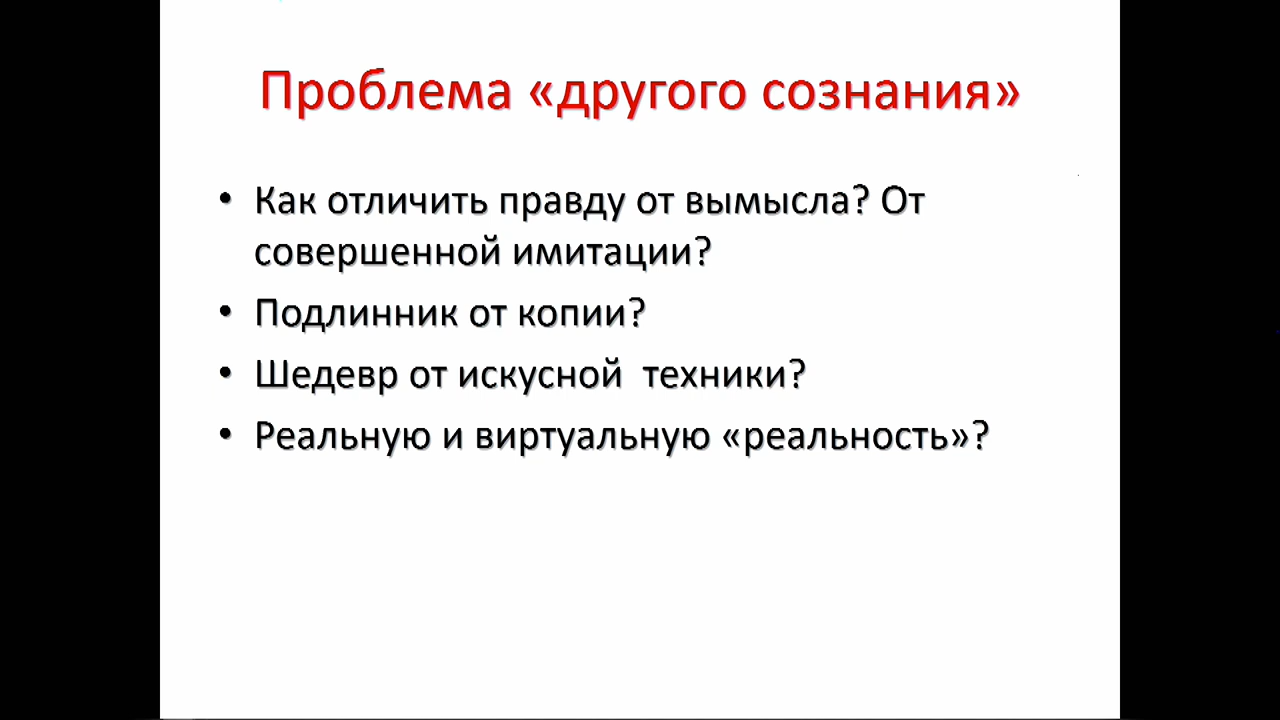 Проблема «другого сознания»
• Как отличить правду от вымысла? От
совершенной имитации?
• Подлинник от копии?
• Шедевр от искусной  техники?
• Реальную и виртуальную «реальность»?